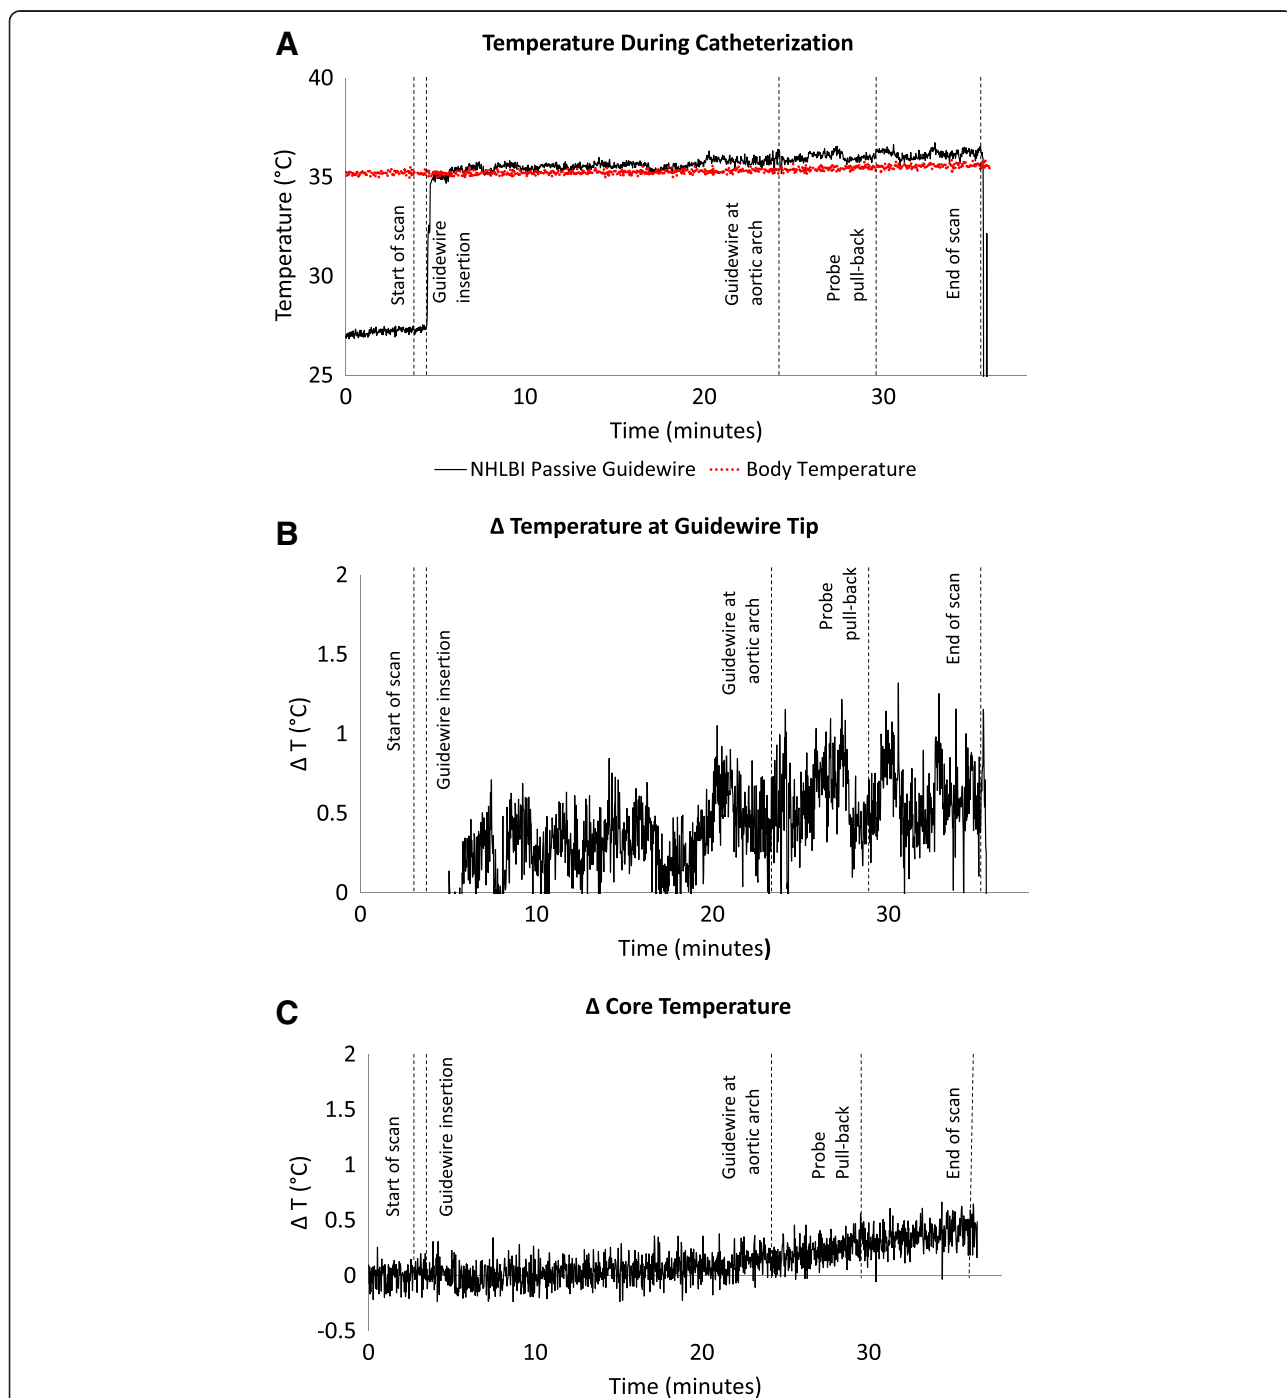 A
Temperature During Catheterization
40
35
30
25
Temperature (°C)
Start of scan
Guidewire
insertion
Guidewire at
aortic arch
Probe
pull-back
End of scan
0 10 20 30
Time (minutes)
NHLBI Passive Guidewire Body Temperature
B
Δ Temperature at Guidewire Tip
2
1.5
1
0.5
0
Δ T (°C)
Start of scan
Guidewire insertion
Guidewire at
aortic arch
Probe
pull-back
End of scan
0 10 20 30
Time (minutes)
C
Δ Core Temperature
2
1.5
1
0.5
0
-0.5
Δ T (°C)
Start of scan
Guidewire insertion
Guidewire at
aortic arch
Probe
Pull-back
End of scan
0 10 20 30
Time (minutes)